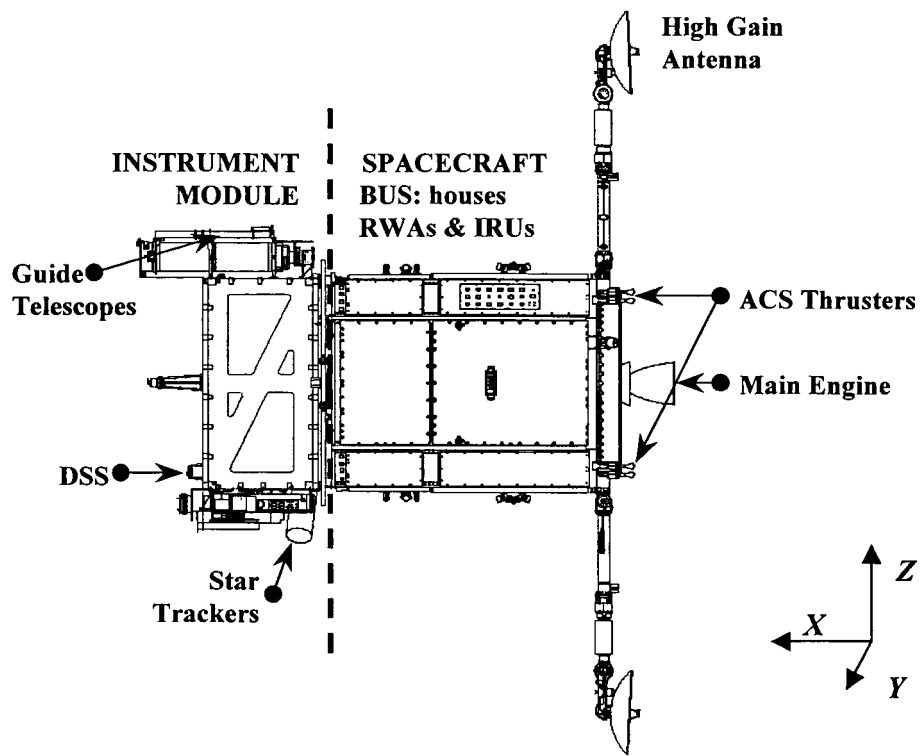 High Gain
Antenna
INSTRUMENT
MODULE
SPACECRAFT
BUS: houses
RWAs & IRUs
Guide
Telescopes
ACS Thrusters
Main Engine
DSS
Star
Trackers
Z
X
Y